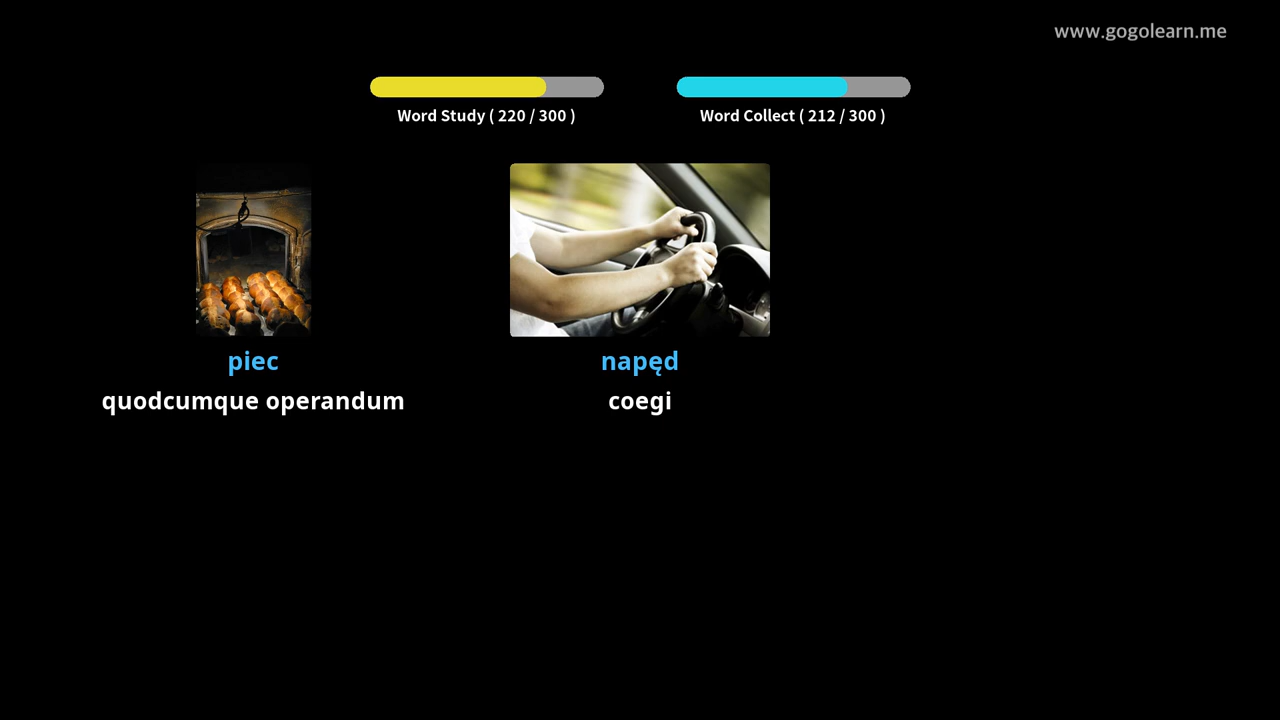 www.gogolearn.me
Word Study ( 220 / 300 )
Word Collect ( 212 / 300 )
piec
napęd
quodcumque operandum
coegi